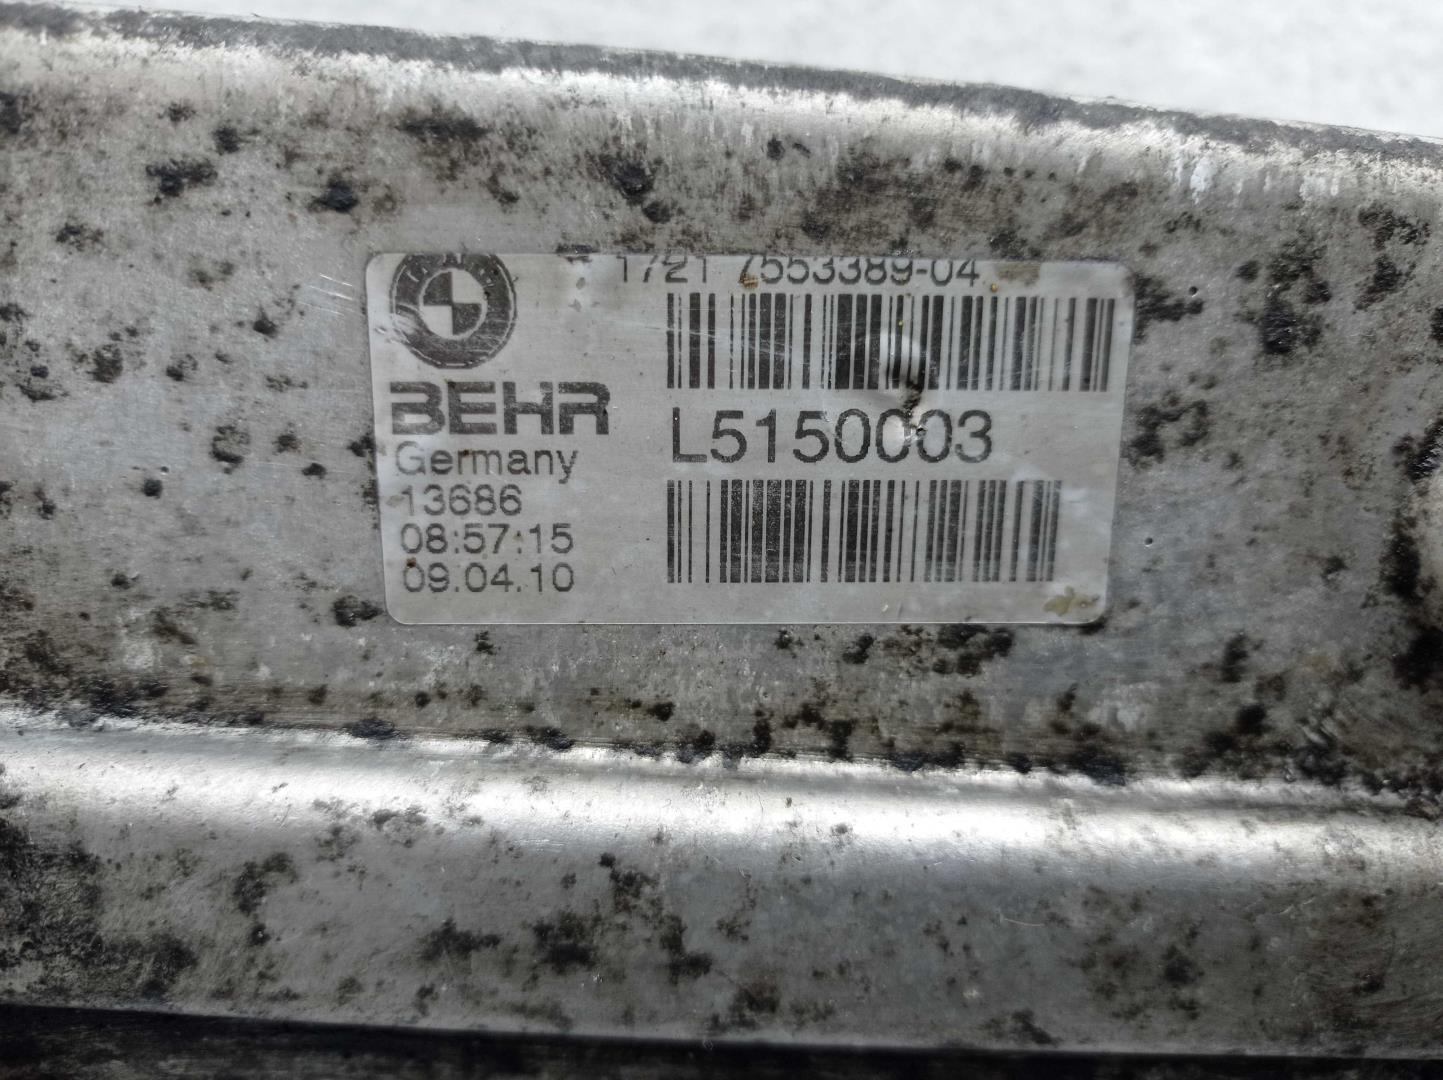 1721 7553389-04
BEHR
L5150003
Germany
13686
08:57:15
09.04.10